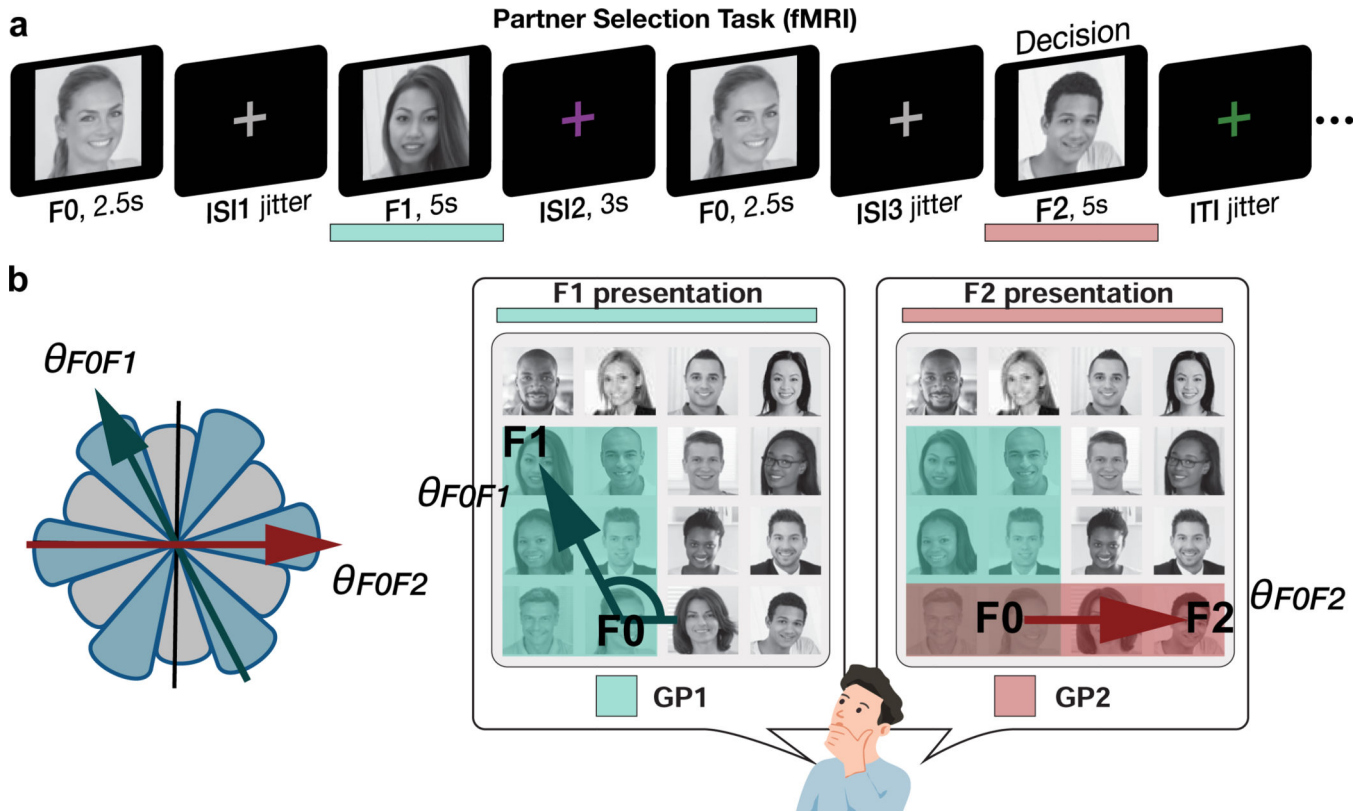 a
Partner Selection Task (fMRI)
Decision
F0, 2.5s
ISI1 jitter
F1, 5s
ISI2, 3s
F0, 2.5s
ISI3 jitter
F2, 5s
ITI jitter
b
θF0F1
θF0F2
F1 presentation
F1
θF0F1
F0
GP1
F2 presentation
F0
F2
θF0F2
GP2